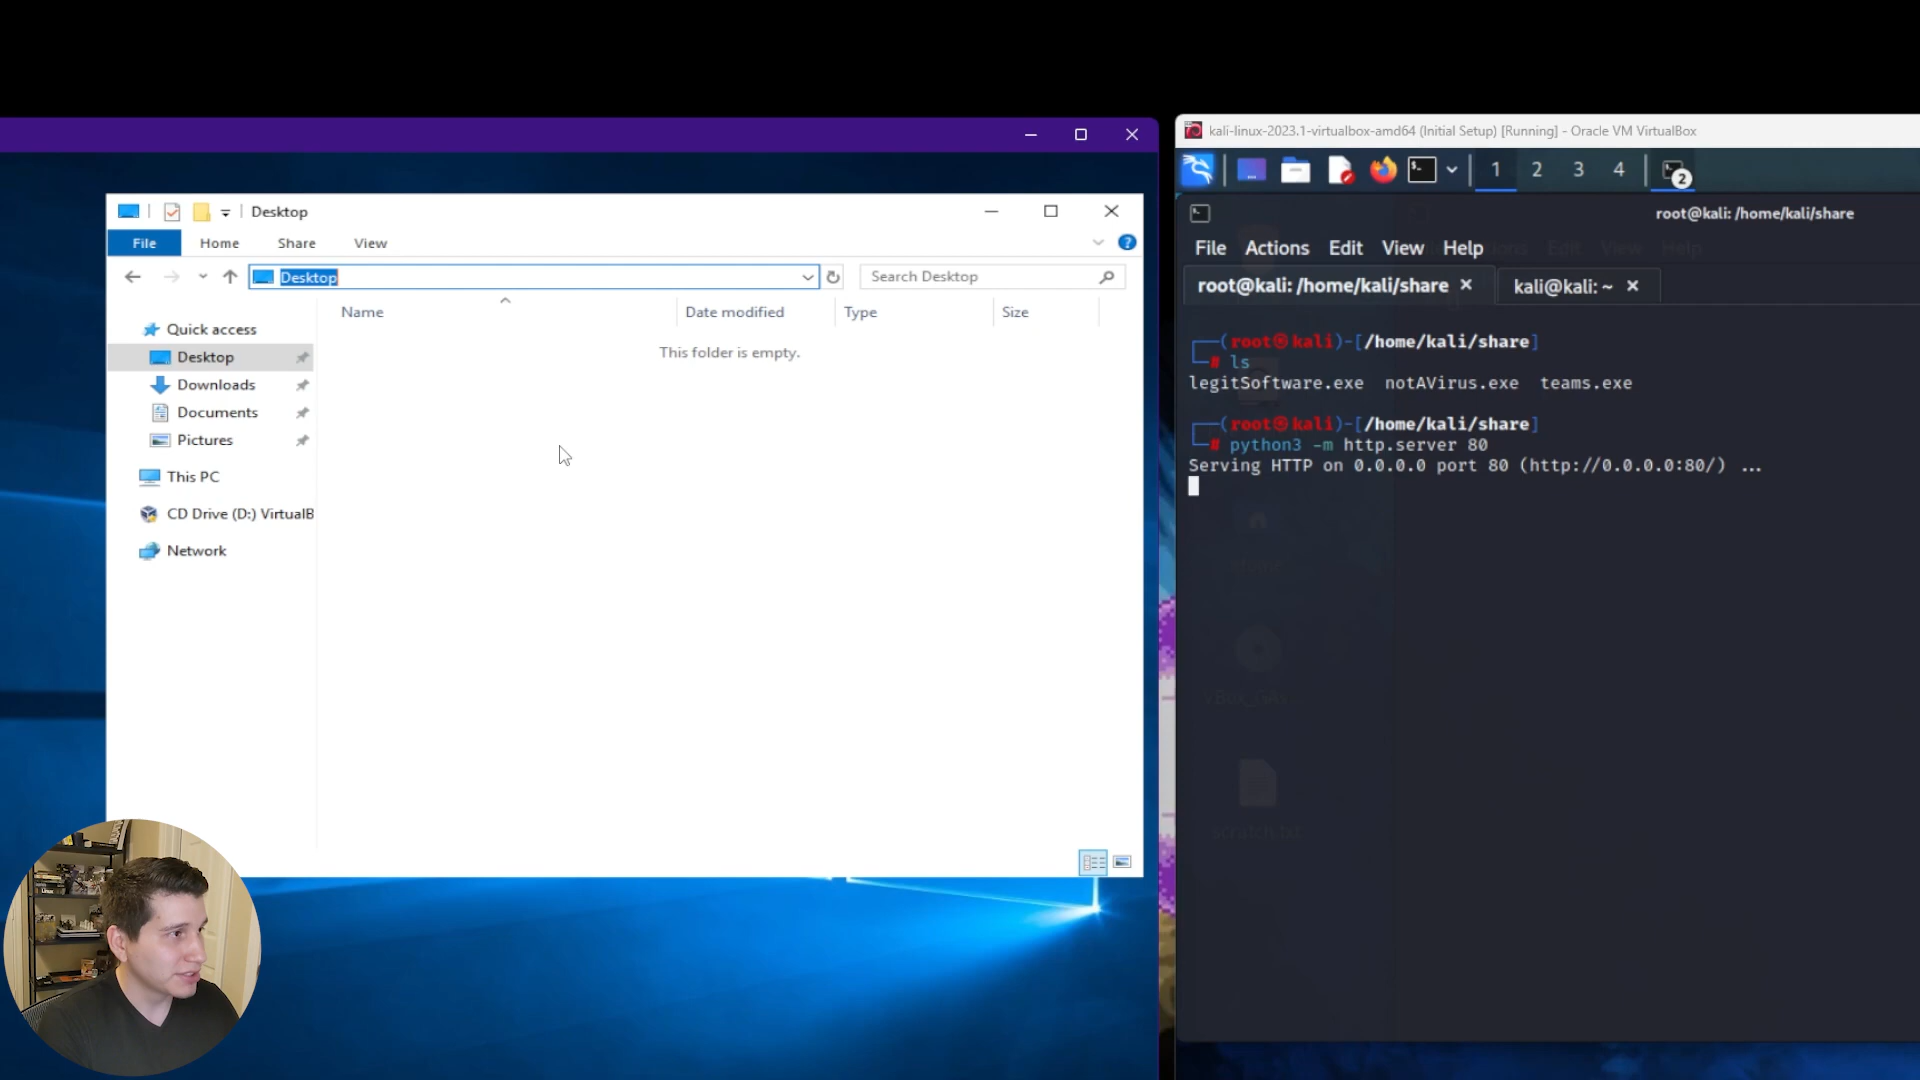 Desktop
File Home Share View
Desktop
Search Desktop
Name Date modified Type Size
This folder is empty.
Quick access
Desktop
Downloads
Documents
Pictures
This PC
CD Drive (D:) VirtualB
Network
kali-linux-2023.1-virtualbox-amd64 (Initial Setup) [Running] - Oracle VM VirtualBox
1 2 3 4 2
root@kali: /home/kali/share
File Actions Edit View Help
root@kali: /home/kali/share kali@kali: ~
┌──(root㉿kali)-[/home/kali/share]
└─# ls
legitSoftware.exe notAVirus.exe teams.exe
┌──(root㉿kali)-[/home/kali/share]
└─# python3 -m http.server 80
Serving HTTP on 0.0.0.0 port 80 (http://0.0.0.0:80/) ...
scratch.txt